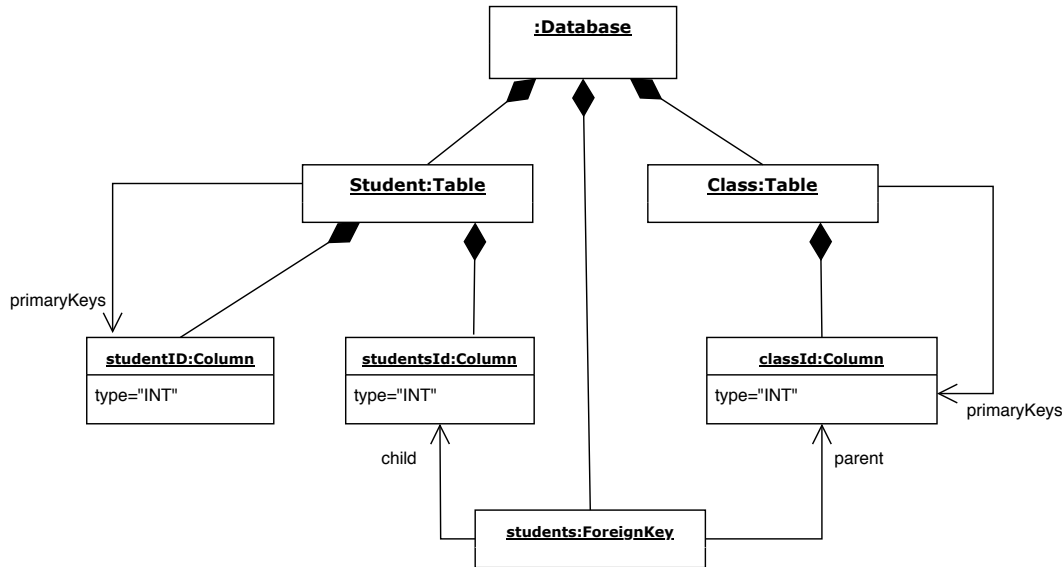 :Database
Student:Table
Class:Table
primaryKeys
studentID:Column
type="INT"
studentsId:Column
type="INT"
classId:Column
type="INT"
primaryKeys
child
parent
students:ForeignKey